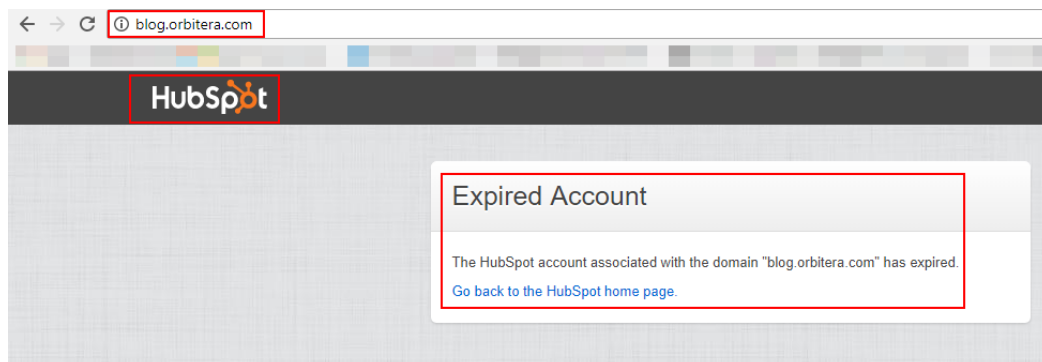 blog.orbitera.com
HubSpot
Expired Account
The HubSpot account associated with the domain "blog.orbitera.com" has expired.
Go back to the HubSpot home page.